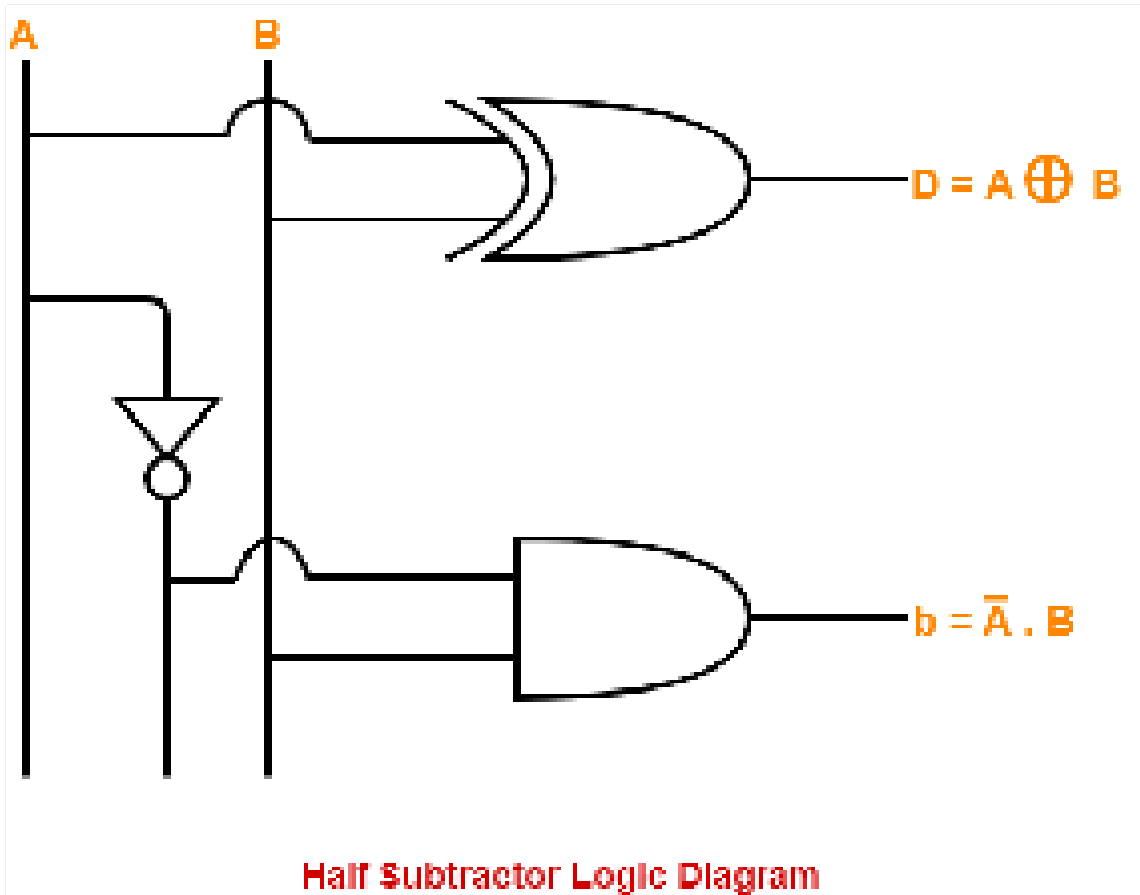 A B
D = A ⊕ B
b = A̅ . B
Half Subtractor Logic Diagram